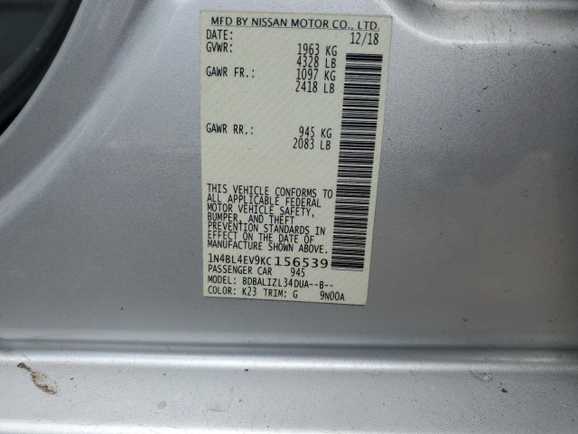 MFD BY NISSAN MOTOR CO., LTD.
DATE: 12/18
GVWR: 1963 KG
4328 LB
GAWR FR.: 1097 KG
2418 LB
GAWR RR.: 945 KG
2083 LB
THIS VEHICLE CONFORMS TO
ALL APPLICABLE FEDERAL
MOTOR VEHICLE SAFETY,
BUMPER, AND THEFT
PREVENTION STANDARDS IN
EFFECT ON THE DATE OF
MANUFACTURE SHOWN ABOVE.
1N4BL4EV9KC156539
PASSENGER CAR 945
MODEL: BDBALIZL34DUA--B--
COLOR: K23 TRIM: G 9N00A